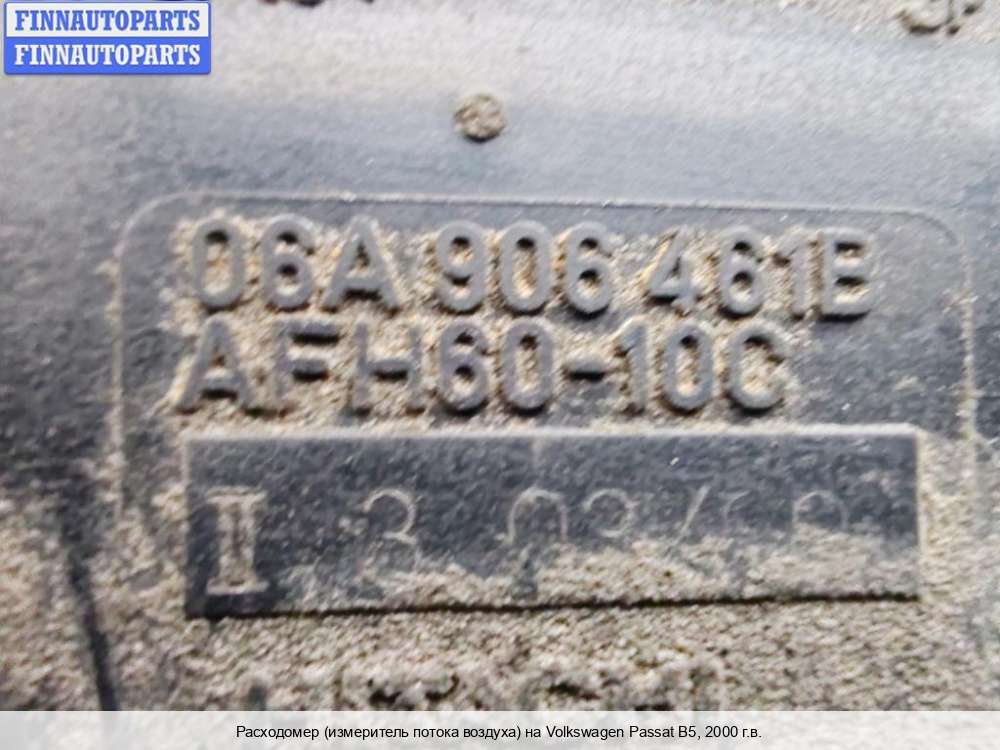 FINNAUTOPARTS
FINNAUTOPARTS
06A 906 461B
AFH60-10C
Расходомер (измеритель потока воздуха) на Volkswagen Passat B5, 2000 г.в.